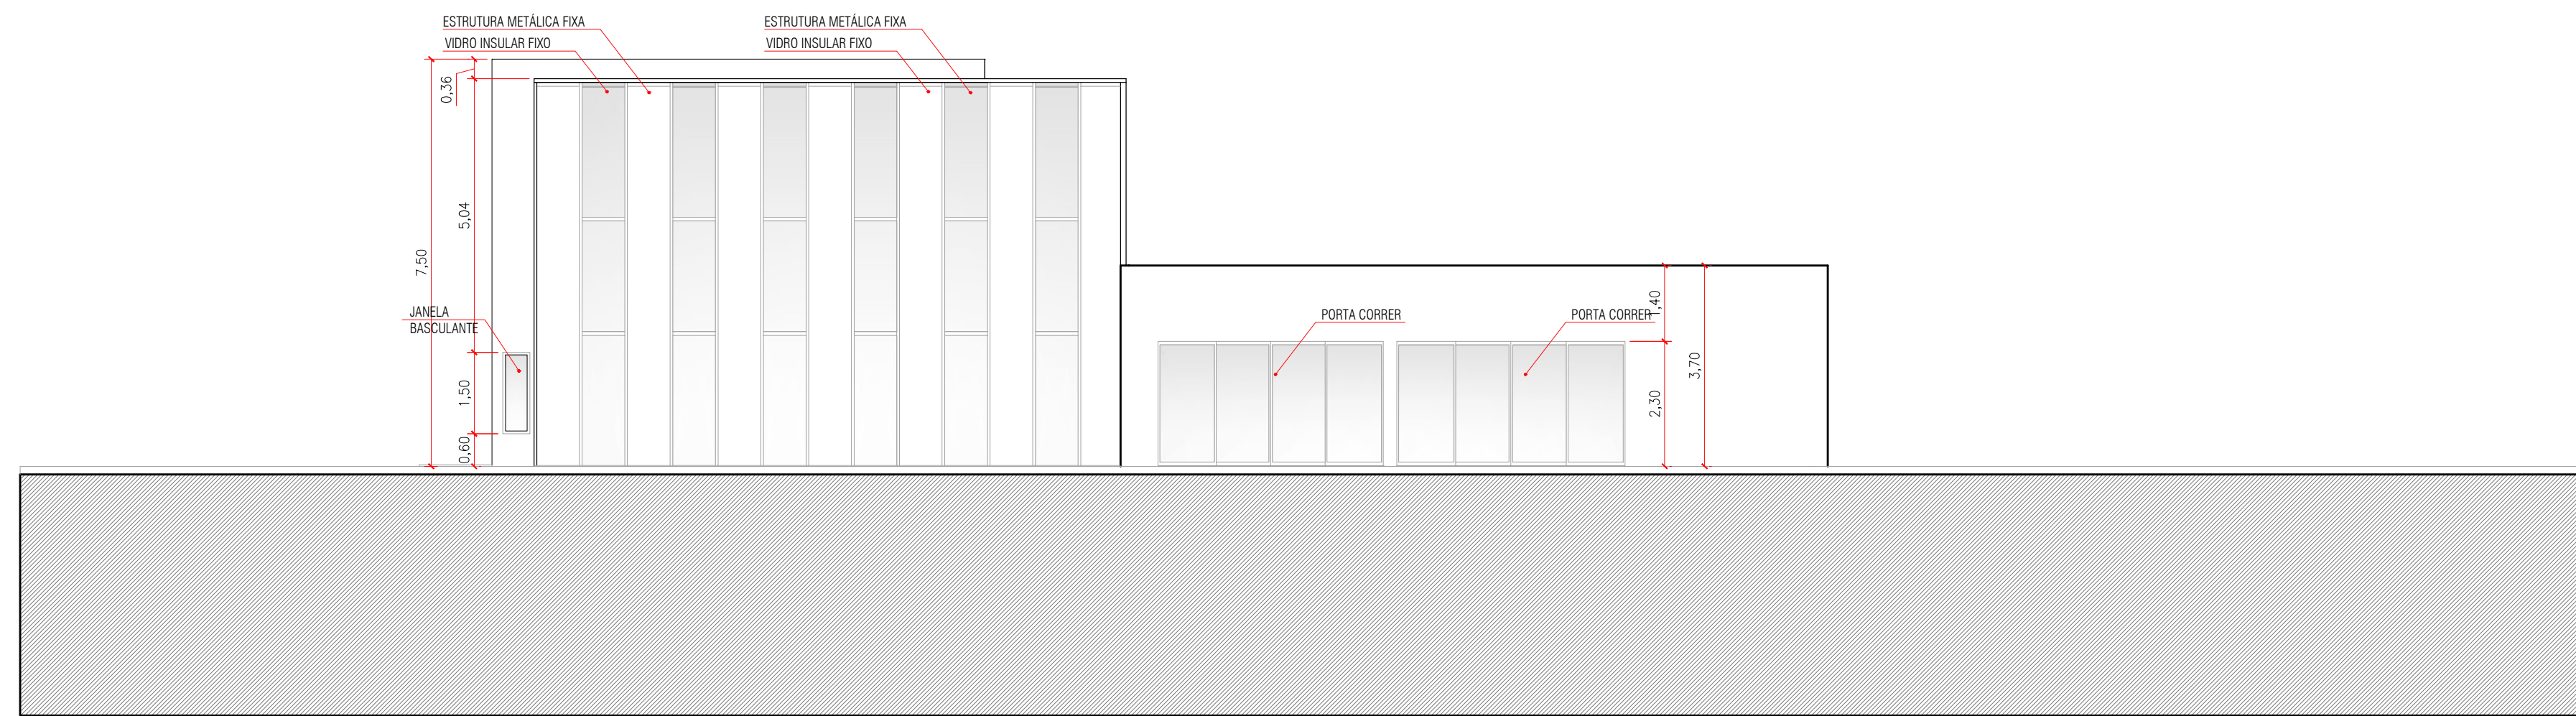 ESTRUTURA METÁLICA FIXA
VIDRO INSULAR FIXO
ESTRUTURA METÁLICA FIXA
VIDRO INSULAR FIXO
0,36
5,04
7,50
JANELA
BASCULANTE
1,50
0,60
PORTA CORRER
PORTA CORRER
1,40
3,70
2,30